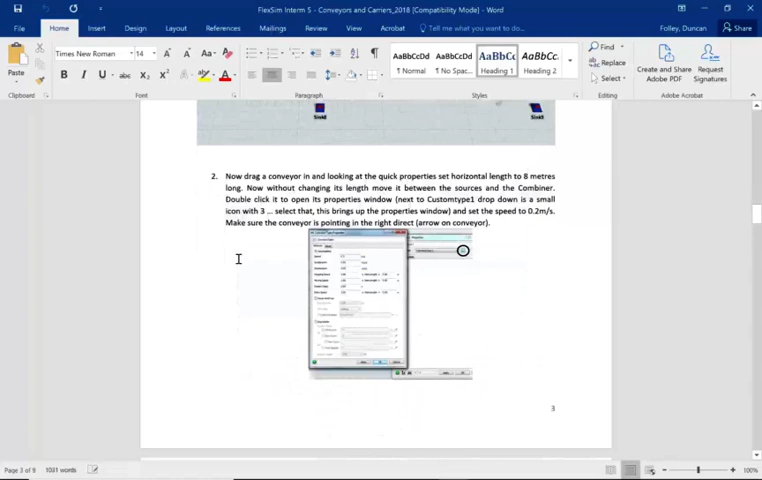 FlexSim Interm 5 - Conveyors and Carriers_2018 [Compatibility Mode] - Word
Folley, Duncan
File Home Insert Design Layout References Mailings Review View Acrobat Tell me what you want to do... Share
Times New Roman 14
Find
Replace
Select
Paste
AaBbCcDd AaBbCcDd AaBbCc AaBbCc.
¶ Normal ¶ No Spac... Heading 1 Heading 2
Create and Share Adobe PDF
Request Signatures
Clipboard Font Paragraph Styles Editing Adobe Acrobat
2. Now drag a conveyor in and looking at the quick properties set horizontal length to 8 metres
long. Now without changing its length move it between the sources and the Combiner.
Double click it to open its properties window (next to Customtype1 drop down is a small
icon with 3 ... select that, this brings up the properties window) and set the speed to 0.2m/s.
Make sure the conveyor is pointing in the right direct (arrow on conveyor).
3
Page 3 of 9 1031 words 100%